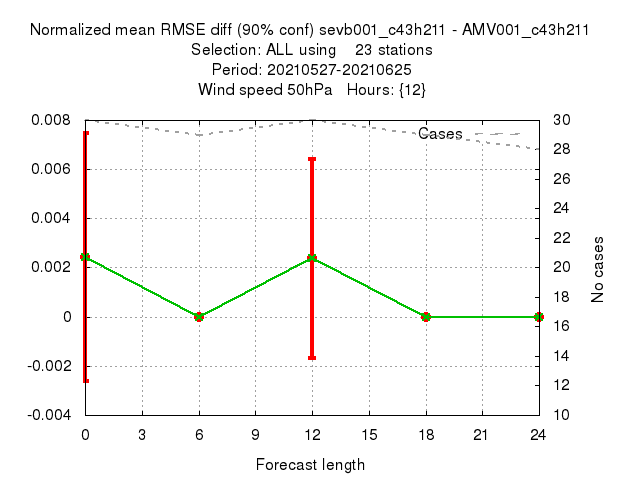 Normalized mean RMSE diff (90% conf) sevb001_c43h211 - AMV001_c43h211
Selection: ALL using    23 stations
Period: 20210527-20210625
Wind speed 50hPa   Hours: {12}
Cases
0.008
0.006
0.004
0.002
0
-0.002
-0.004
30
28
26
24
22
20
18
16
14
12
10
No cases
0 3 6 9 12 15 18 21 24
Forecast length